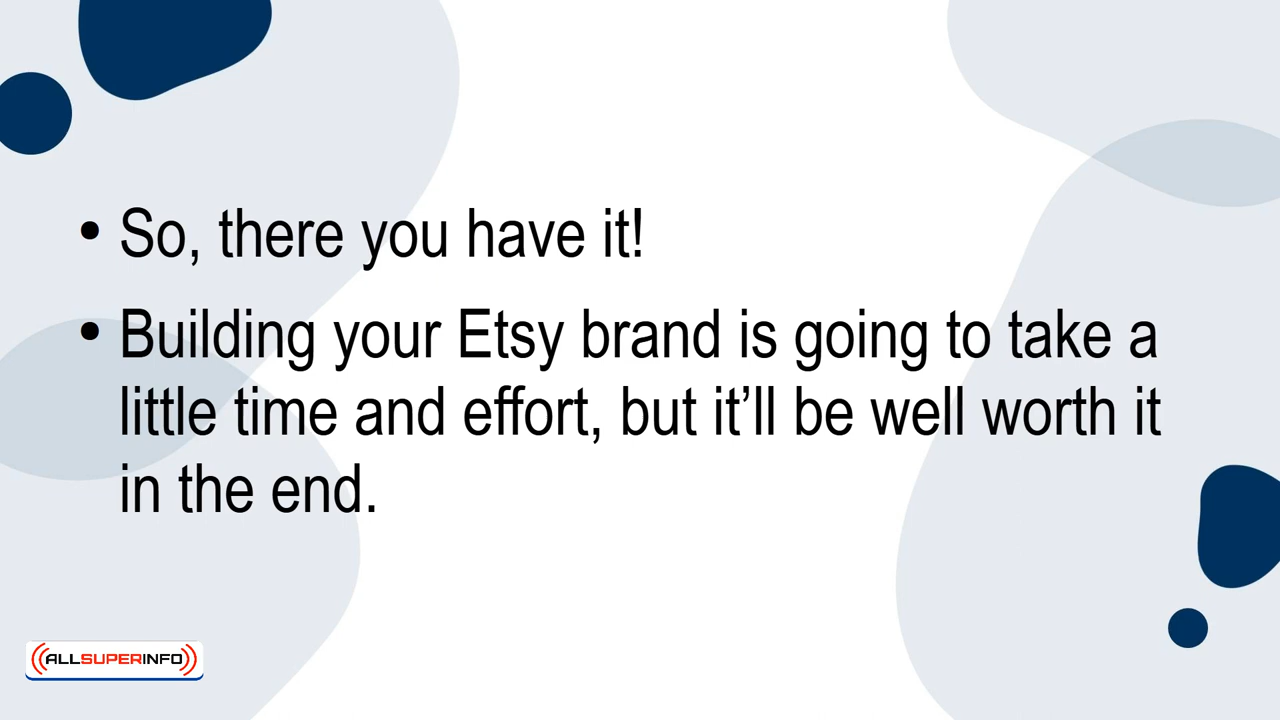 • So, there you have it!
• Building your Etsy brand is going to take a
little time and effort, but it’ll be well worth it
in the end.
ALLSUPERINFO